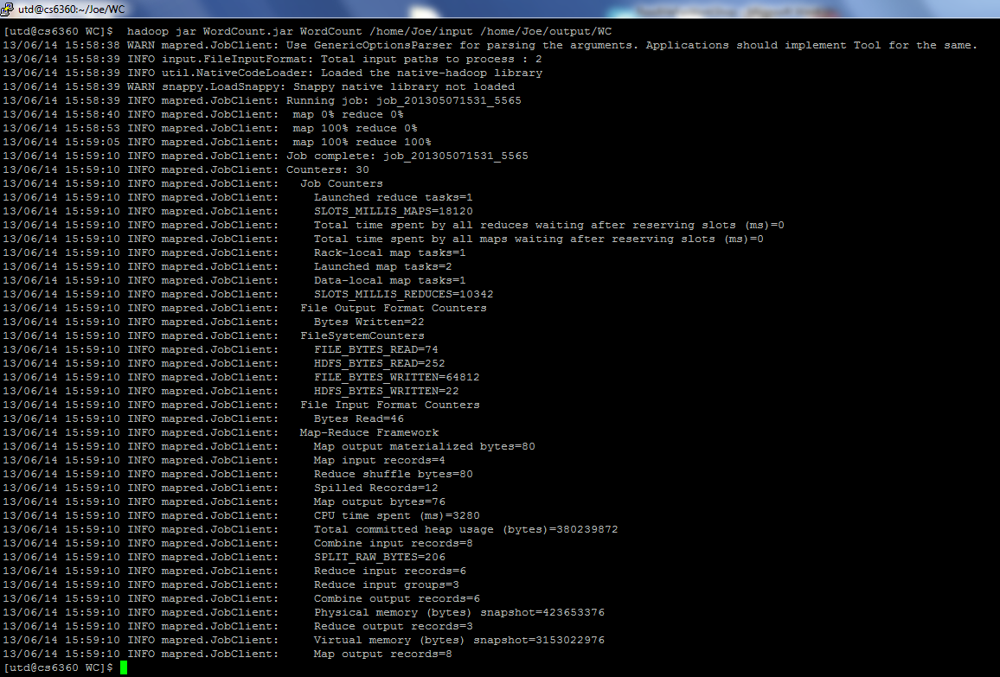 utd@cs6360:~/Joe/WC
[utd@cs6360 WC]$ hadoop jar WordCount.jar WordCount /home/Joe/input /home/Joe/output/WC
13/06/14 15:58:38 WARN mapred.JobClient: Use GenericOptionsParser for parsing the arguments. Applications should implement Tool for the same.
13/06/14 15:58:39 INFO input.FileInputFormat: Total input paths to process : 2
13/06/14 15:58:39 INFO util.NativeCodeLoader: Loaded the native-hadoop library
13/06/14 15:58:39 WARN snappy.LoadSnappy: Snappy native library not loaded
13/06/14 15:58:39 INFO mapred.JobClient: Running job: job_201305071531_5565
13/06/14 15:58:40 INFO mapred.JobClient:  map 0% reduce 0%
13/06/14 15:58:53 INFO mapred.JobClient:  map 100% reduce 0%
13/06/14 15:59:05 INFO mapred.JobClient:  map 100% reduce 100%
13/06/14 15:59:10 INFO mapred.JobClient: Job complete: job_201305071531_5565
13/06/14 15:59:10 INFO mapred.JobClient: Counters: 30
13/06/14 15:59:10 INFO mapred.JobClient:   Job Counters
13/06/14 15:59:10 INFO mapred.JobClient:     Launched reduce tasks=1
13/06/14 15:59:10 INFO mapred.JobClient:     SLOTS_MILLIS_MAPS=18120
13/06/14 15:59:10 INFO mapred.JobClient:     Total time spent by all reduces waiting after reserving slots (ms)=0
13/06/14 15:59:10 INFO mapred.JobClient:     Total time spent by all maps waiting after reserving slots (ms)=0
13/06/14 15:59:10 INFO mapred.JobClient:     Rack-local map tasks=1
13/06/14 15:59:10 INFO mapred.JobClient:     Launched map tasks=2
13/06/14 15:59:10 INFO mapred.JobClient:     Data-local map tasks=1
13/06/14 15:59:10 INFO mapred.JobClient:     SLOTS_MILLIS_REDUCES=10342
13/06/14 15:59:10 INFO mapred.JobClient:   File Output Format Counters
13/06/14 15:59:10 INFO mapred.JobClient:     Bytes Written=22
13/06/14 15:59:10 INFO mapred.JobClient:   FileSystemCounters
13/06/14 15:59:10 INFO mapred.JobClient:     FILE_BYTES_READ=74
13/06/14 15:59:10 INFO mapred.JobClient:     HDFS_BYTES_READ=252
13/06/14 15:59:10 INFO mapred.JobClient:     FILE_BYTES_WRITTEN=64812
13/06/14 15:59:10 INFO mapred.JobClient:     HDFS_BYTES_WRITTEN=22
13/06/14 15:59:10 INFO mapred.JobClient:   File Input Format Counters
13/06/14 15:59:10 INFO mapred.JobClient:     Bytes Read=46
13/06/14 15:59:10 INFO mapred.JobClient:   Map-Reduce Framework
13/06/14 15:59:10 INFO mapred.JobClient:     Map output materialized bytes=80
13/06/14 15:59:10 INFO mapred.JobClient:     Map input records=4
13/06/14 15:59:10 INFO mapred.JobClient:     Reduce shuffle bytes=80
13/06/14 15:59:10 INFO mapred.JobClient:     Spilled Records=12
13/06/14 15:59:10 INFO mapred.JobClient:     Map output bytes=76
13/06/14 15:59:10 INFO mapred.JobClient:     CPU time spent (ms)=3280
13/06/14 15:59:10 INFO mapred.JobClient:     Total committed heap usage (bytes)=380239872
13/06/14 15:59:10 INFO mapred.JobClient:     Combine input records=8
13/06/14 15:59:10 INFO mapred.JobClient:     SPLIT_RAW_BYTES=206
13/06/14 15:59:10 INFO mapred.JobClient:     Reduce input records=6
13/06/14 15:59:10 INFO mapred.JobClient:     Reduce input groups=3
13/06/14 15:59:10 INFO mapred.JobClient:     Combine output records=6
13/06/14 15:59:10 INFO mapred.JobClient:     Physical memory (bytes) snapshot=423653376
13/06/14 15:59:10 INFO mapred.JobClient:     Reduce output records=3
13/06/14 15:59:10 INFO mapred.JobClient:     Virtual memory (bytes) snapshot=3153022976
13/06/14 15:59:10 INFO mapred.JobClient:     Map output records=8
[utd@cs6360 WC]$